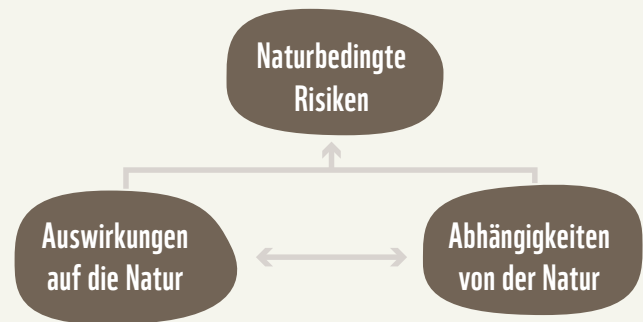 Naturbedingte
Risiken
Auswirkungen
auf die Natur
Abhängigkeiten
von der Natur